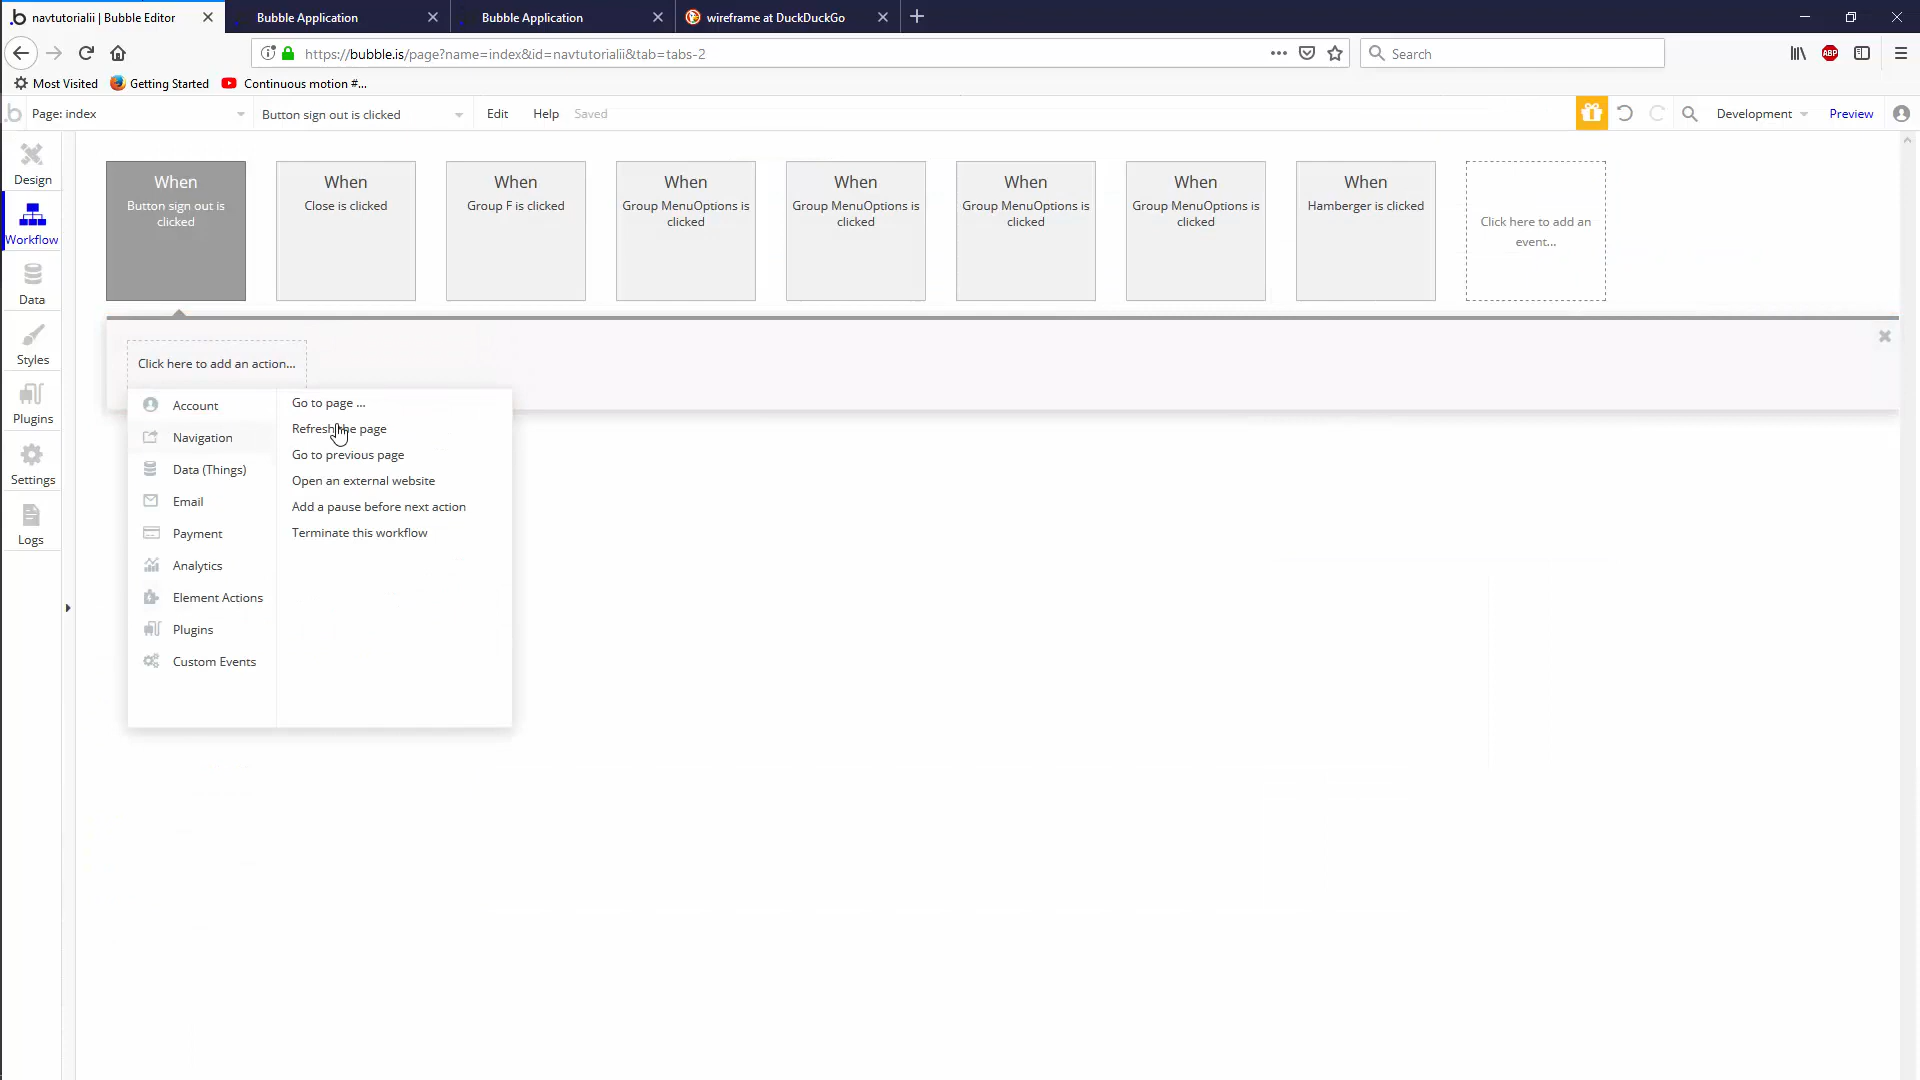 navtutorialii | Bubble Editor
Bubble Application
Bubble Application
wireframe at DuckDuckGo
https://bubble.is/page?name=index&id=navtutorialii&tab=tabs-2
Search
ABP
Most Visited
Getting Started
Continuous motion #...
Page: index
Button sign out is clicked
Edit
Help
Saved
Development
Preview
Design
Workflow
Data
Styles
Plugins
Settings
Logs
When
Button sign out is
clicked
When
Close is clicked
When
Group F is clicked
When
Group MenuOptions is
clicked
When
Group MenuOptions is
clicked
When
Group MenuOptions is
clicked
When
Group MenuOptions is
clicked
When
Hamberger is clicked
Click here to add an
event...
Click here to add an action...
Account
Navigation
Data (Things)
Email
Payment
Analytics
Element Actions
Plugins
Custom Events
Go to page ...
Refresh the page
Go to previous page
Open an external website
Add a pause before next action
Terminate this workflow